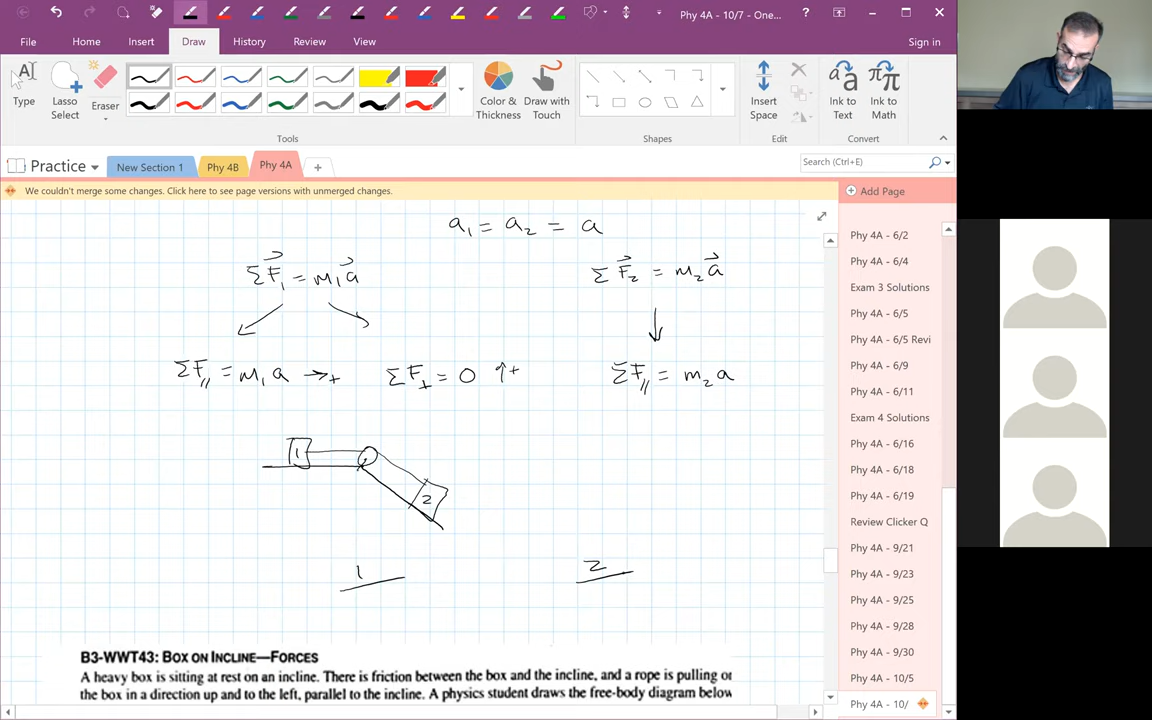 Phy 4A - 10/7 - One...
File Home Insert Draw History Review View Sign in
Type
Lasso Select
Eraser
Color & Thickness
Draw with Touch
Insert Space
Ink to Text
Ink to Math
Tools Shapes Edit Convert
Practice New Section 1 Phy 4B Phy 4A + Search (Ctrl+E)
We couldn't merge some changes. Click here to see page versions with unmerged changes.
Add Page
a₁ = a₂ = a
ΣF⃗₁ = m₁a⃗ ΣF⃗₂ = m₂a⃗
ΣF∥ = m₁a →+ ΣF⊥ = 0 ↑+ ΣF∥ = m₂a
1
2
1 2
B3-WWT43: BOX ON INCLINE—FORCES
A heavy box is sitting at rest on an incline. There is friction between the box and the incline, and a rope is pulling on
the box in a direction up and to the left, parallel to the incline. A physics student draws the free-body diagram below
Phy 4A - 6/2
Phy 4A - 6/4
Exam 3 Solutions
Phy 4A - 6/5
Phy 4A - 6/5 Revi
Phy 4A - 6/9
Phy 4A - 6/11
Exam 4 Solutions
Phy 4A - 6/16
Phy 4A - 6/18
Phy 4A - 6/19
Review Clicker Q
Phy 4A - 9/21
Phy 4A - 9/23
Phy 4A - 9/25
Phy 4A - 9/28
Phy 4A - 9/30
Phy 4A - 10/5
Phy 4A - 10/